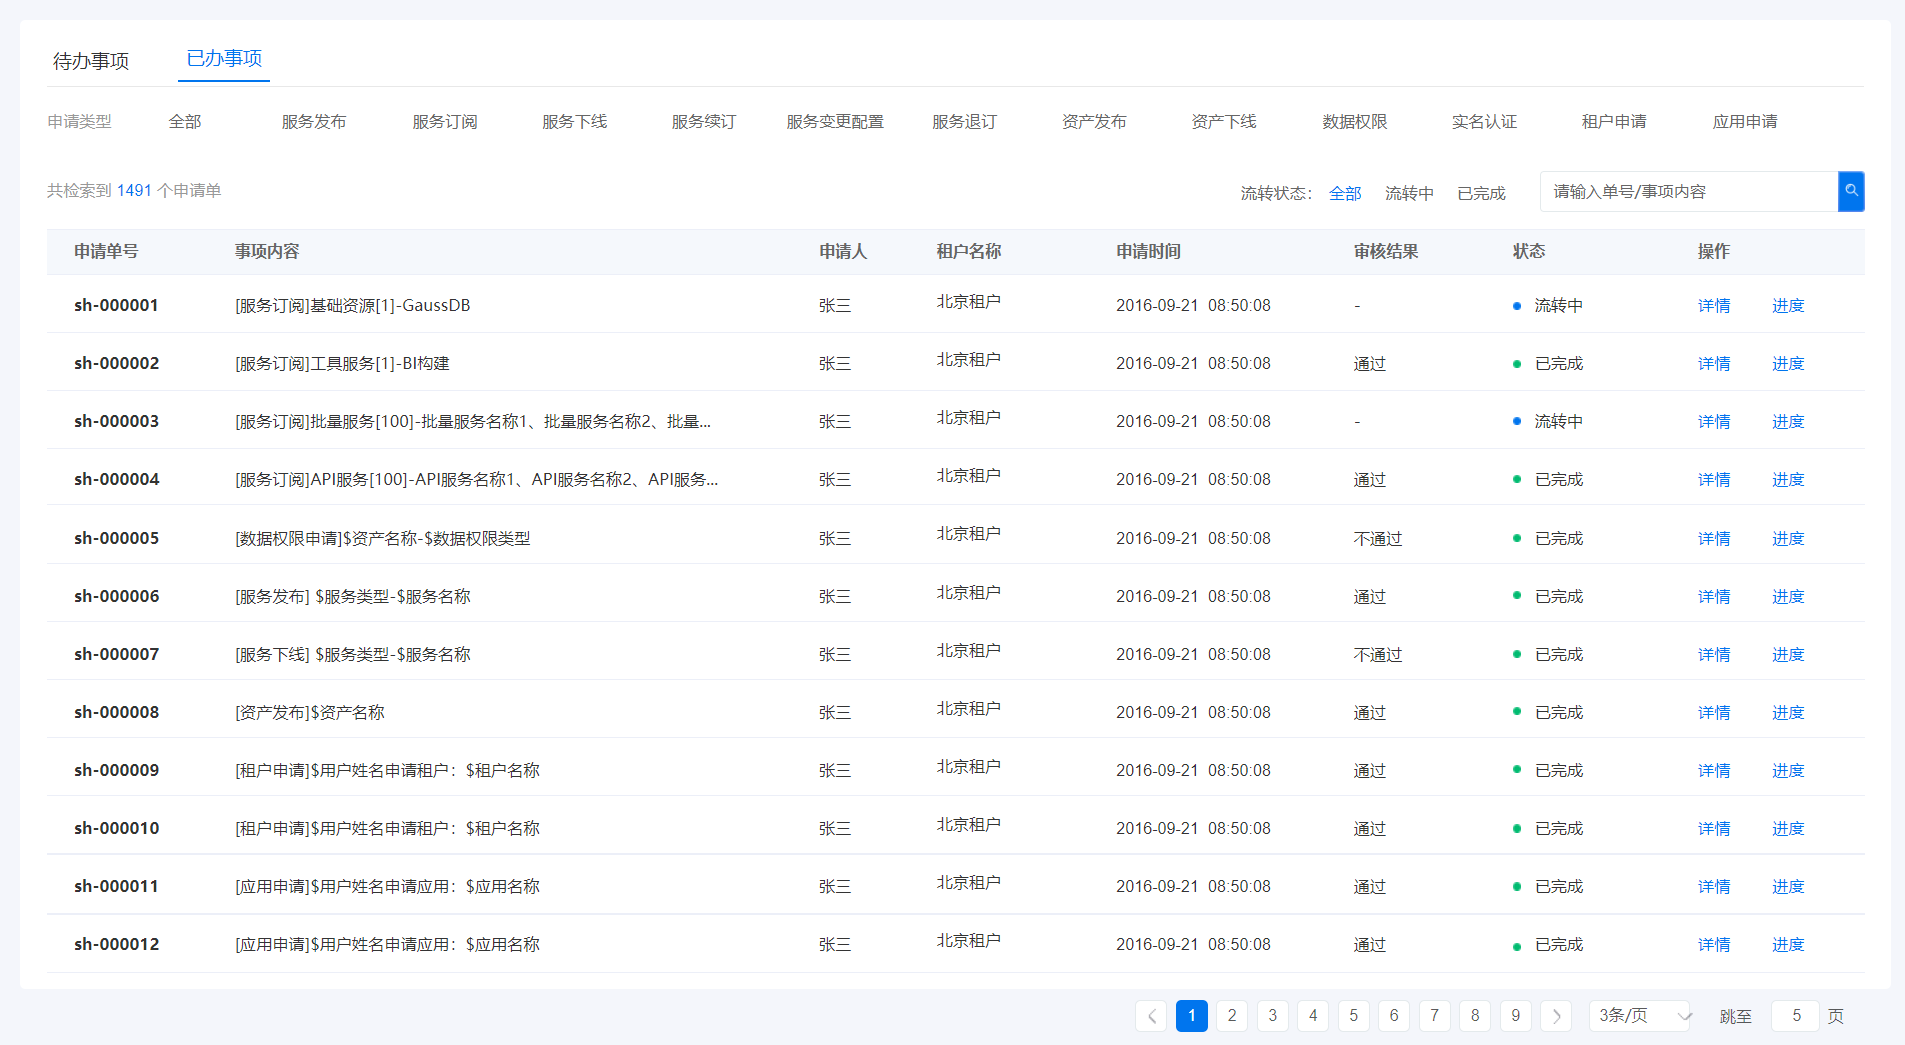 待办事项 已办事项
申请类型 全部 服务发布 服务订阅 服务下线 服务续订 服务变更配置 服务退订 资产发布 资产下线 数据权限 实名认证 租户申请 应用申请
共检索到 1491 个申请单 流转状态： 全部 流转中 已完成 请输入单号/事项内容
申请单号 事项内容 申请人 租户名称 申请时间 审核结果 状态 操作
sh-000001 [服务订阅]基础资源[1]-GaussDB 张三 北京租户 2016-09-21 08:50:08 - 流转中 详情 进度
sh-000002 [服务订阅]工具服务[1]-BI构建 张三 北京租户 2016-09-21 08:50:08 通过 已完成 详情 进度
sh-000003 [服务订阅]批量服务[100]-批量服务名称1、批量服务名称2、批量... 张三 北京租户 2016-09-21 08:50:08 - 流转中 详情 进度
sh-000004 [服务订阅]API服务[100]-API服务名称1、API服务名称2、API服务... 张三 北京租户 2016-09-21 08:50:08 通过 已完成 详情 进度
sh-000005 [数据权限申请]$资产名称-$数据权限类型 张三 北京租户 2016-09-21 08:50:08 不通过 已完成 详情 进度
sh-000006 [服务发布] $服务类型-$服务名称 张三 北京租户 2016-09-21 08:50:08 通过 已完成 详情 进度
sh-000007 [服务下线] $服务类型-$服务名称 张三 北京租户 2016-09-21 08:50:08 不通过 已完成 详情 进度
sh-000008 [资产发布]$资产名称 张三 北京租户 2016-09-21 08:50:08 通过 已完成 详情 进度
sh-000009 [租户申请]$用户姓名申请租户：$租户名称 张三 北京租户 2016-09-21 08:50:08 通过 已完成 详情 进度
sh-000010 [租户申请]$用户姓名申请租户：$租户名称 张三 北京租户 2016-09-21 08:50:08 通过 已完成 详情 进度
sh-000011 [应用申请]$用户姓名申请应用：$应用名称 张三 北京租户 2016-09-21 08:50:08 通过 已完成 详情 进度
sh-000012 [应用申请]$用户姓名申请应用：$应用名称 张三 北京租户 2016-09-21 08:50:08 通过 已完成 详情 进度
1 2 3 4 5 6 7 8 9 3条/页 跳至 5 页